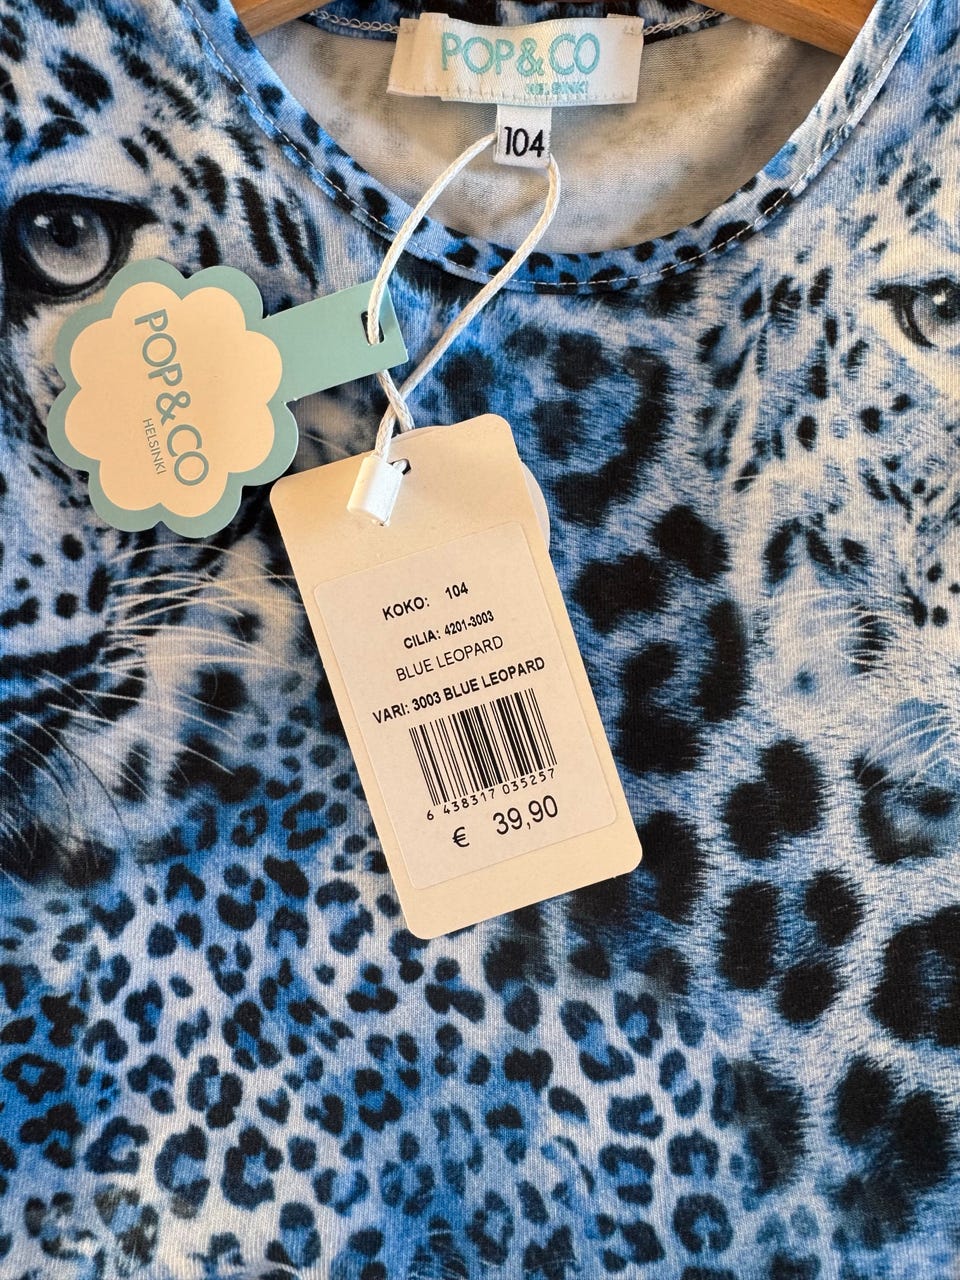 POP&CO
HELSINKI
104
POP&CO
HELSINKI
KOKO: 104
CILIA: 4201-3003
BLUE LEOPARD
VARI: 3003 BLUE LEOPARD
6 438317 035257
€ 39,90